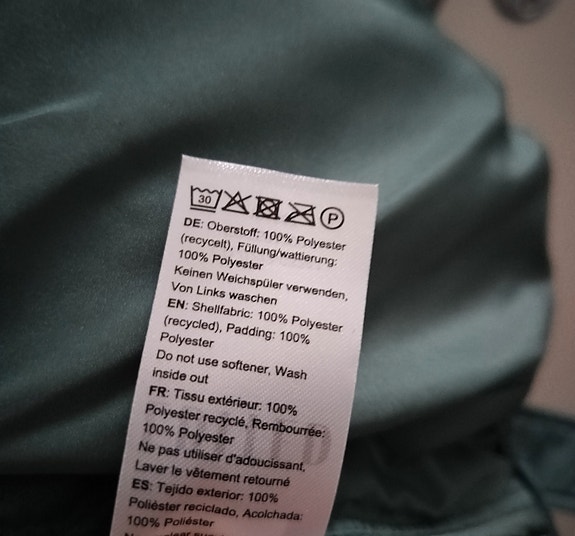 30 P
DE: Oberstoff: 100% Polyester
(recycelt), Füllung/wattierung:
100% Polyester
Keinen Weichspüler verwenden,
Von Links waschen
EN: Shellfabric: 100% Polyester
(recycled), Padding: 100%
Polyester
Do not use softener, Wash
inside out
FR: Tissu extérieur: 100%
Polyester recyclé, Rembourrée:
100% Polyester
Ne pas utiliser d'adoucissant,
Laver le vêtement retourné
ES: Tejido exterior: 100%
Poliéster reciclado, Acolchada:
100% Poliéster